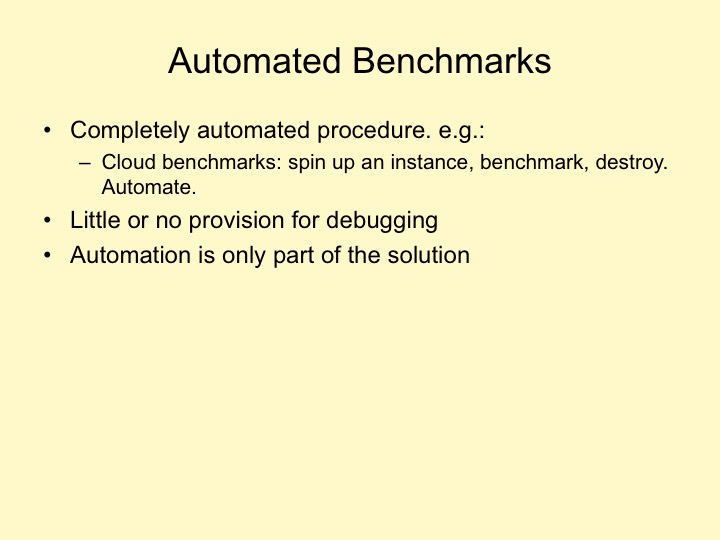 Automated Benchmarks
• Completely automated procedure. e.g.:
– Cloud benchmarks: spin up an instance, benchmark, destroy.
Automate.
• Little or no provision for debugging
• Automation is only part of the solution